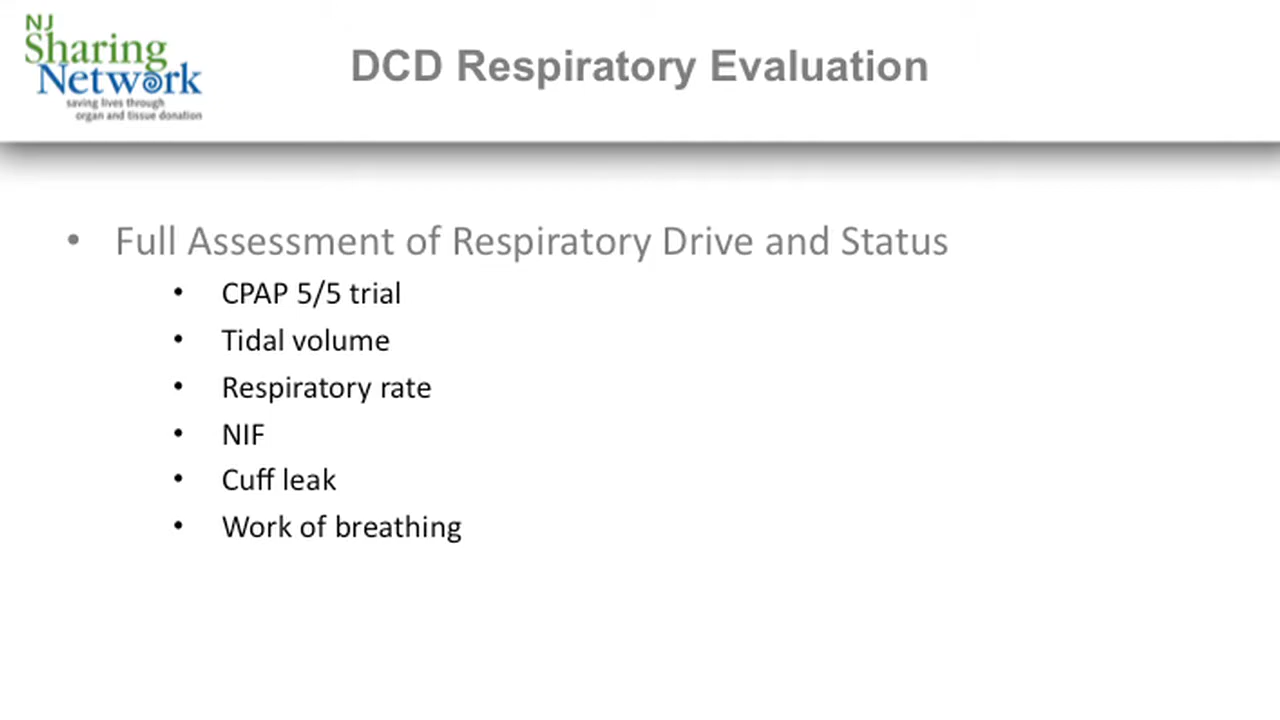 NJ
Sharing
Network
saving lives through
organ and tissue donation
DCD Respiratory Evaluation
• Full Assessment of Respiratory Drive and Status
• CPAP 5/5 trial
• Tidal volume
• Respiratory rate
• NIF
• Cuff leak
• Work of breathing